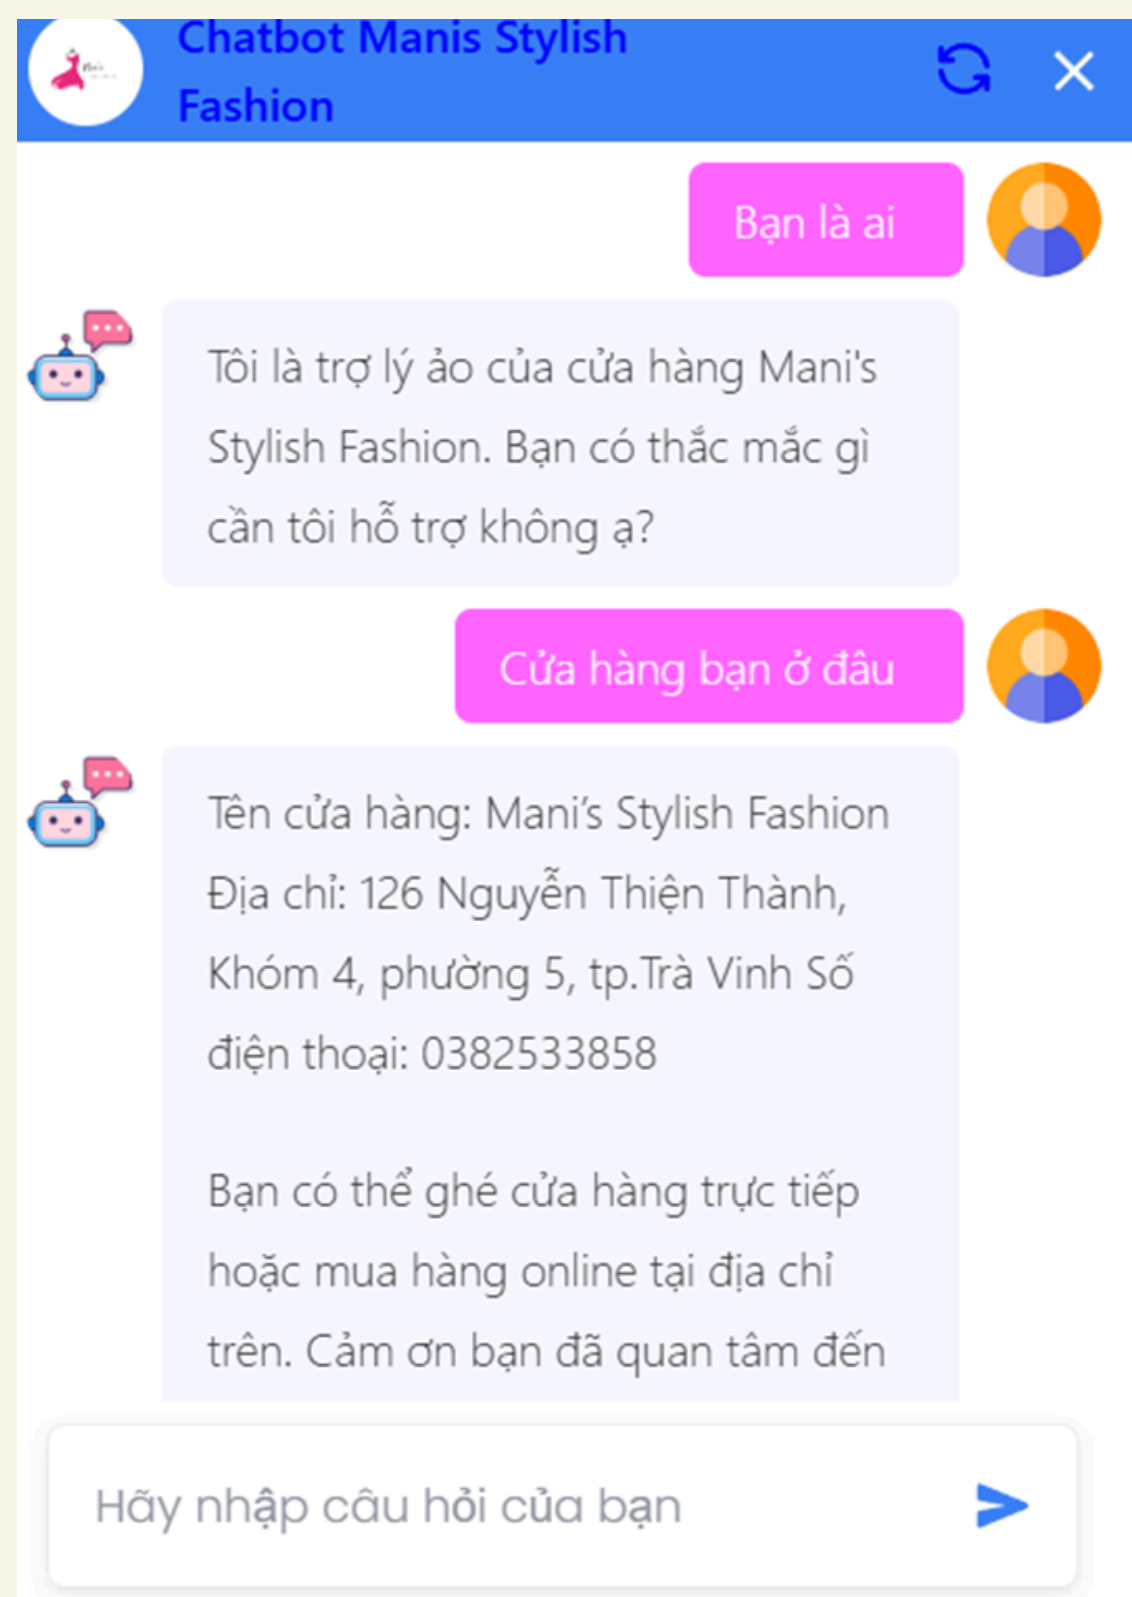 Chatbot Manis Stylish
Fashion
Bạn là ai
Tôi là trợ lý ảo của cửa hàng Mani's
Stylish Fashion. Bạn có thắc mắc gì
cần tôi hỗ trợ không ạ?
Cửa hàng bạn ở đâu
Tên cửa hàng: Mani’s Stylish Fashion
Địa chỉ: 126 Nguyễn Thiện Thành,
Khóm 4, phường 5, tp.Trà Vinh Số
điện thoại: 0382533858
Bạn có thể ghé cửa hàng trực tiếp
hoặc mua hàng online tại địa chỉ
trên. Cảm ơn bạn đã quan tâm đến
Hãy nhập câu hỏi của bạn